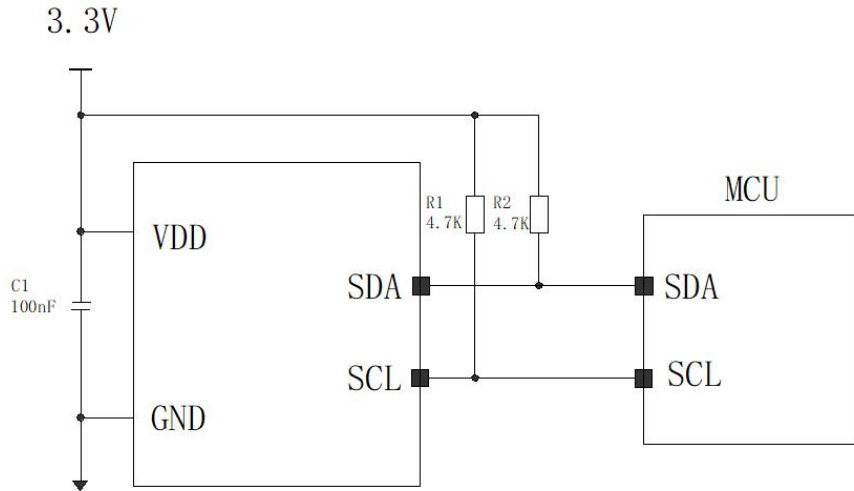 3.3V
MCU
R1 R2
4.7K 4.7K
VDD
SDA SDA
C1
100nF
SCL SCL
GND